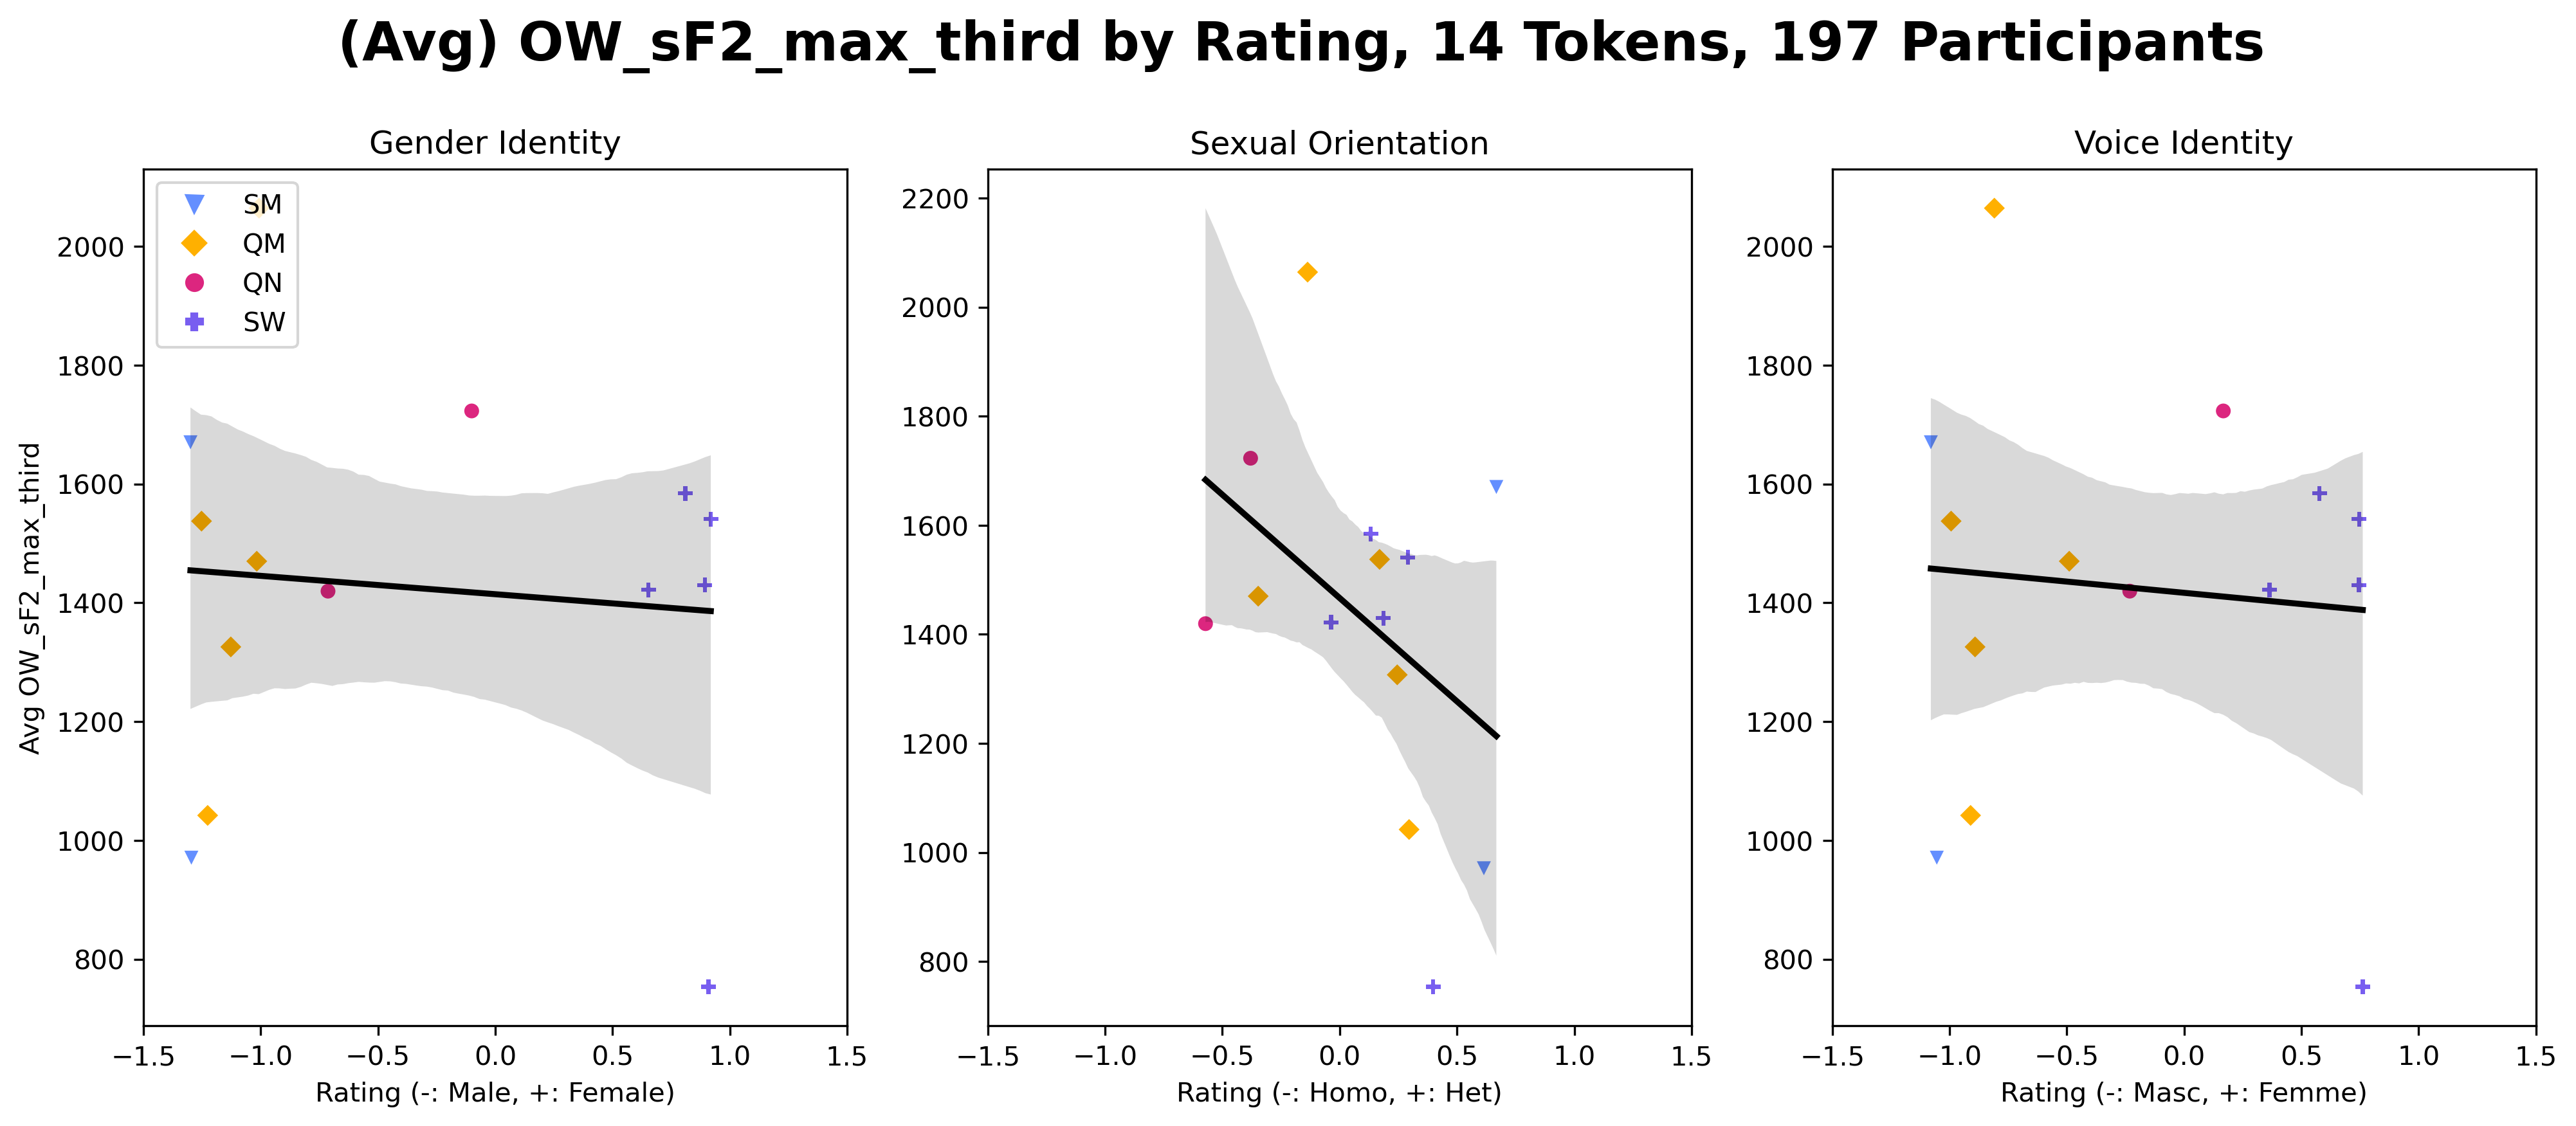 (Avg) OW_sF2_max_third by Rating, 14 Tokens, 197 Participants
Gender Identity
Sexual Orientation
Voice Identity
SM
QM
QN
SW
Avg OW_sF2_max_third
2000
1800
1600
1400
1200
1000
800
−1.5 −1.0 −0.5 0.0 0.5 1.0 1.5
Rating (-: Male, +: Female)
2200
2000
1800
1600
1400
1200
1000
800
−1.5 −1.0 −0.5 0.0 0.5 1.0 1.5
Rating (-: Homo, +: Het)
2000
1800
1600
1400
1200
1000
800
−1.5 −1.0 −0.5 0.0 0.5 1.0 1.5
Rating (-: Masc, +: Femme)